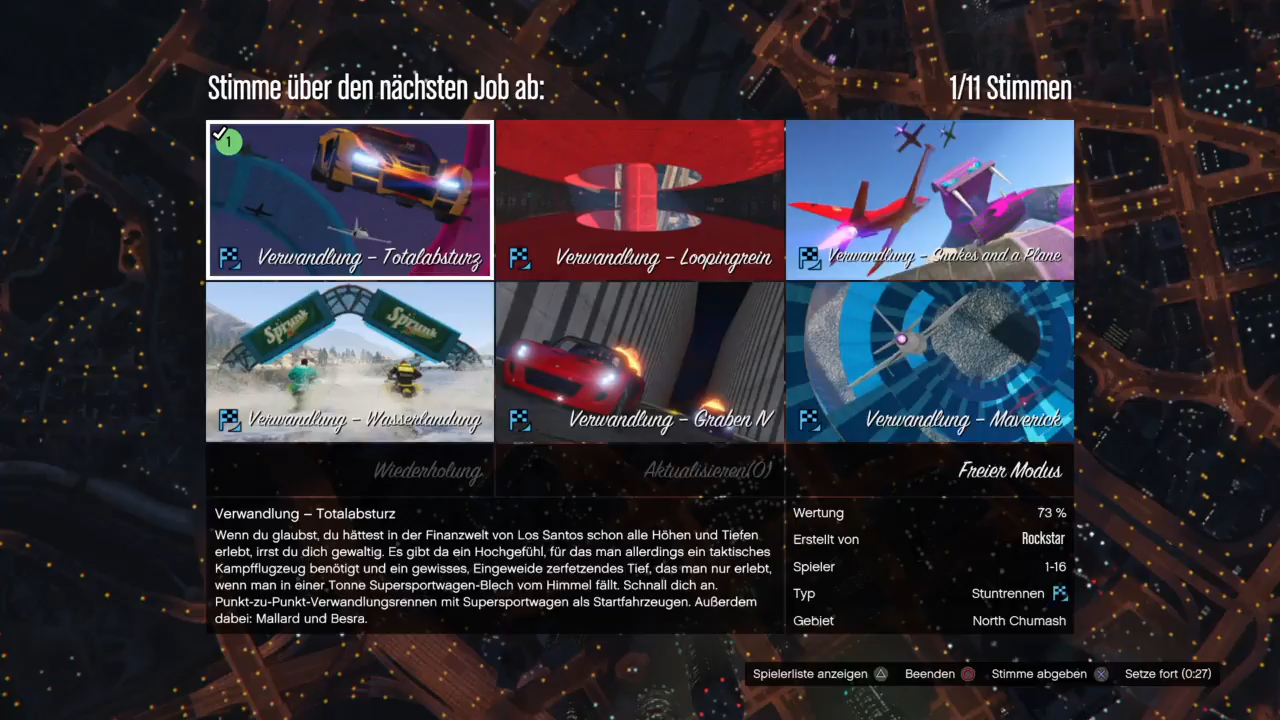 Stimme über den nächsten Job ab:
1/11 Stimmen
1
Verwandlung – Totalabsturz
Verwandlung – Loopingrein
Verwandlung – Snakes and a Plane
Sprunk
Sprunk
Verwandlung – Wasserlandung
Verwandlung – Graben IV
Verwandlung – Maverick
Wiederholung
Aktualisieren(0)
Freier Modus
Verwandlung – Totalabsturz
Wenn du glaubst, du hättest in der Finanzwelt von Los Santos schon alle Höhen und Tiefen
erlebt, irrst du dich gewaltig. Es gibt da ein Hochgefühl, für das man allerdings ein taktisches
Kampfflugzeug benötigt und ein gewisses, Eingeweide zerfetzendes Tief, das man nur erlebt,
wenn man in einer Tonne Supersportwagen-Blech vom Himmel fällt. Schnall dich an.
Punkt-zu-Punkt-Verwandlungsrennen mit Supersportwagen als Startfahrzeugen. Außerdem
dabei: Mallard und Besra.
Wertung 73 %
Erstellt von Rockstar
Spieler 1-16
Typ Stuntrennen
Gebiet North Chumash
Spielerliste anzeigen Beenden Stimme abgeben Setze fort (0:27)